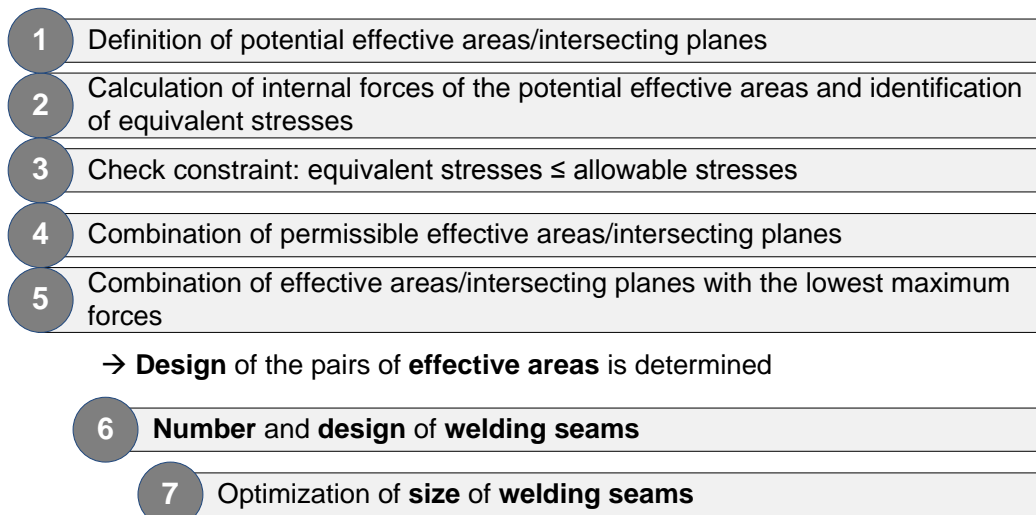 1 Definition of potential effective areas/intersecting planes
2 Calculation of internal forces of the potential effective areas and identification
of equivalent stresses
3 Check constraint: equivalent stresses ≤ allowable stresses
4 Combination of permissible effective areas/intersecting planes
5 Combination of effective areas/intersecting planes with the lowest maximum
forces
→ Design of the pairs of effective areas is determined
6 Number and design of welding seams
7 Optimization of size of welding seams